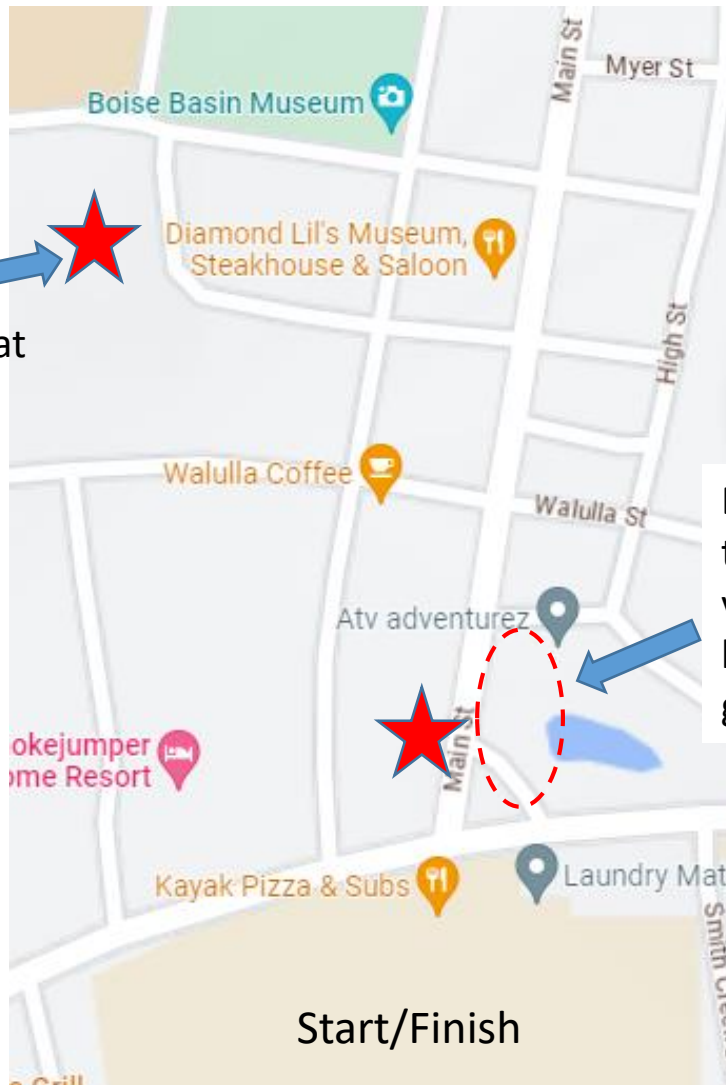 Main St
Myer St
Boise Basin Museum
Diamond Lil's Museum,
Steakhouse & Saloon
at
High St
Walulla Coffee
Walulla St
Atv adventurez
Main St
okejumper
ome Resort
Kayak Pizza & Subs
Laundry Mat
Smith
Start/Finish